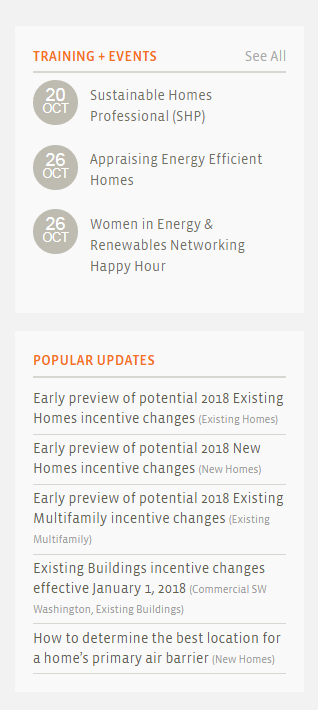 TRAINING + EVENTS See All
20
OCT
Sustainable Homes
Professional (SHP)
26
OCT
Appraising Energy Efficient
Homes
26
OCT
Women in Energy &
Renewables Networking
Happy Hour
POPULAR UPDATES
Early preview of potential 2018 Existing
Homes incentive changes (Existing Homes)
Early preview of potential 2018 New
Homes incentive changes (New Homes)
Early preview of potential 2018 Existing
Multifamily incentive changes (Existing
Multifamily)
Existing Buildings incentive changes
effective January 1, 2018 (Commercial SW
Washington, Existing Buildings)
How to determine the best location for
a home's primary air barrier (New Homes)